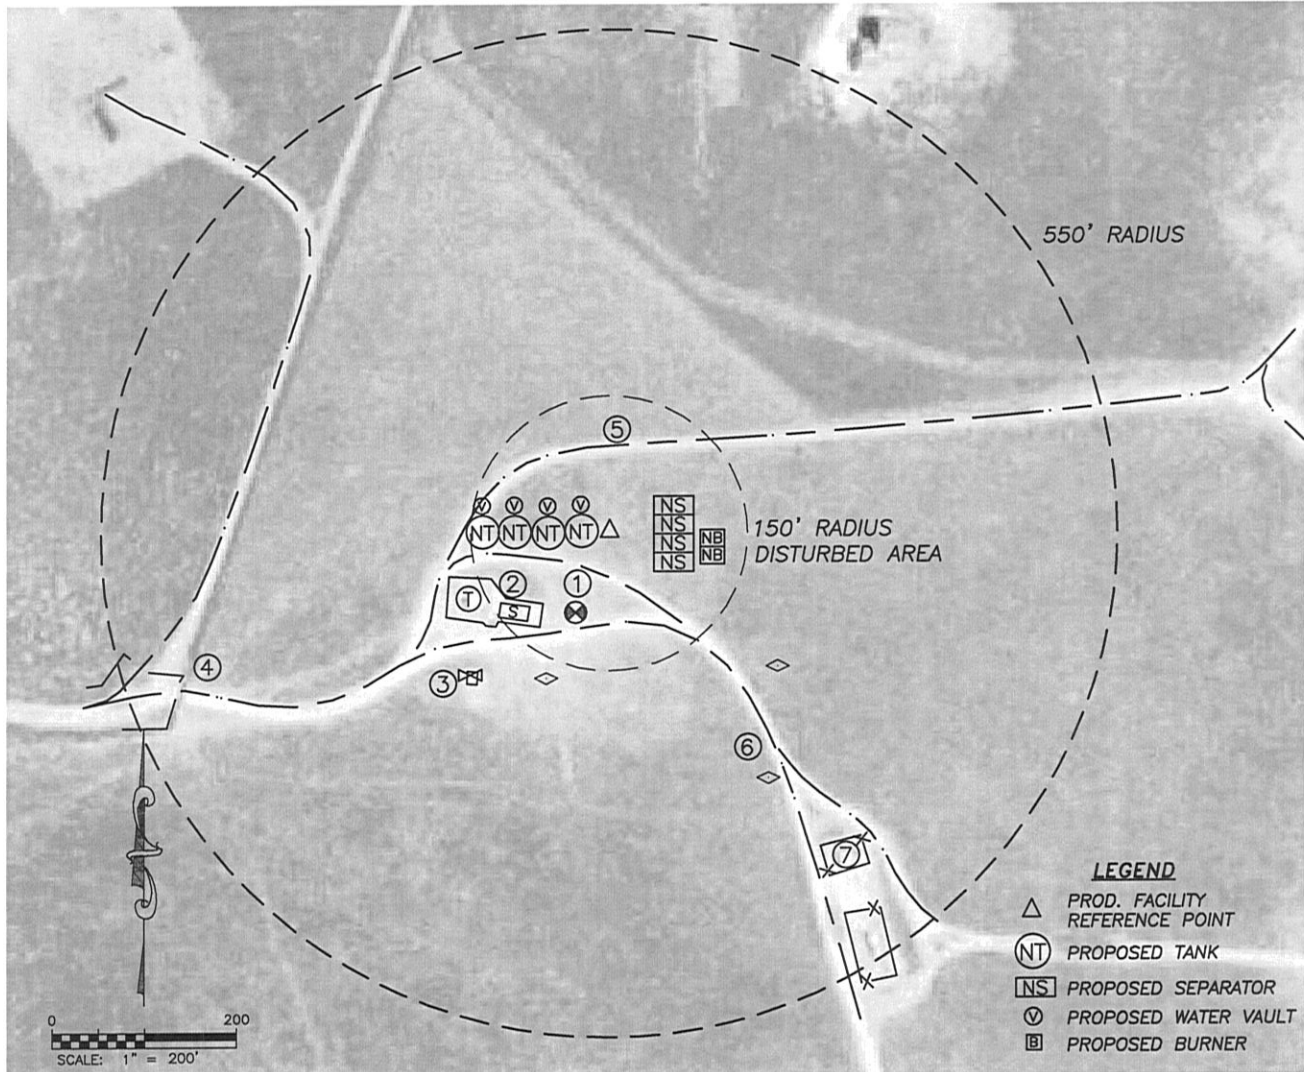 550' RADIUS
⑤
V V V V
NT NT NT NT
NS
NS
NS NB
NS NB
150' RADIUS
DISTURBED AREA
② ①
T
S
④
③
⑥
⑦
LEGEND
PROD. FACILITY
REFERENCE POINT
NT PROPOSED TANK
NS PROPOSED SEPARATOR
V PROPOSED WATER VAULT
B PROPOSED BURNER
0 200
SCALE: 1" = 200'